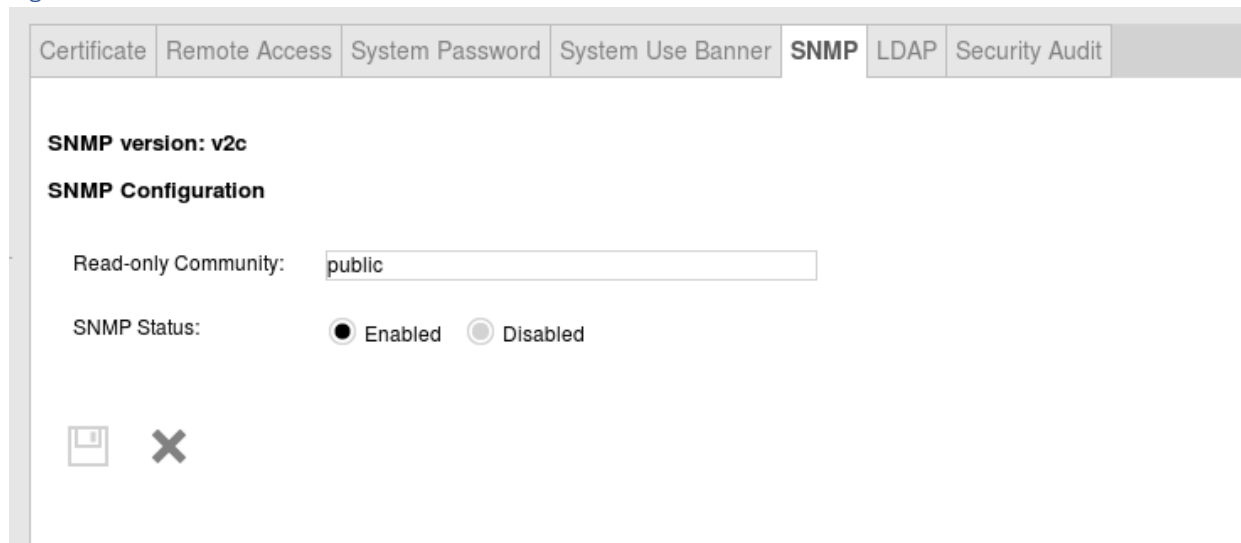 Certificate Remote Access System Password System Use Banner SNMP LDAP Security Audit
SNMP version: v2c
SNMP Configuration
Read-only Community: public
SNMP Status: Enabled Disabled